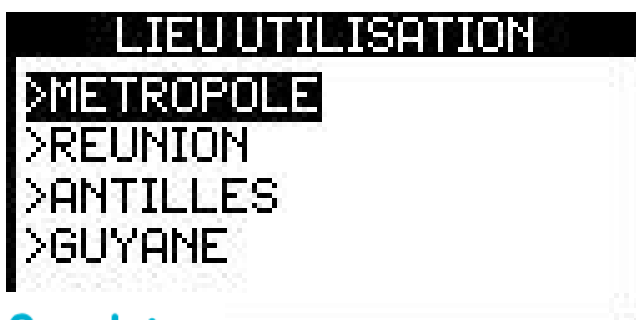 LIEU UTILISATION
>METROPOLE
>REUNION
>ANTILLES
>GUYANE